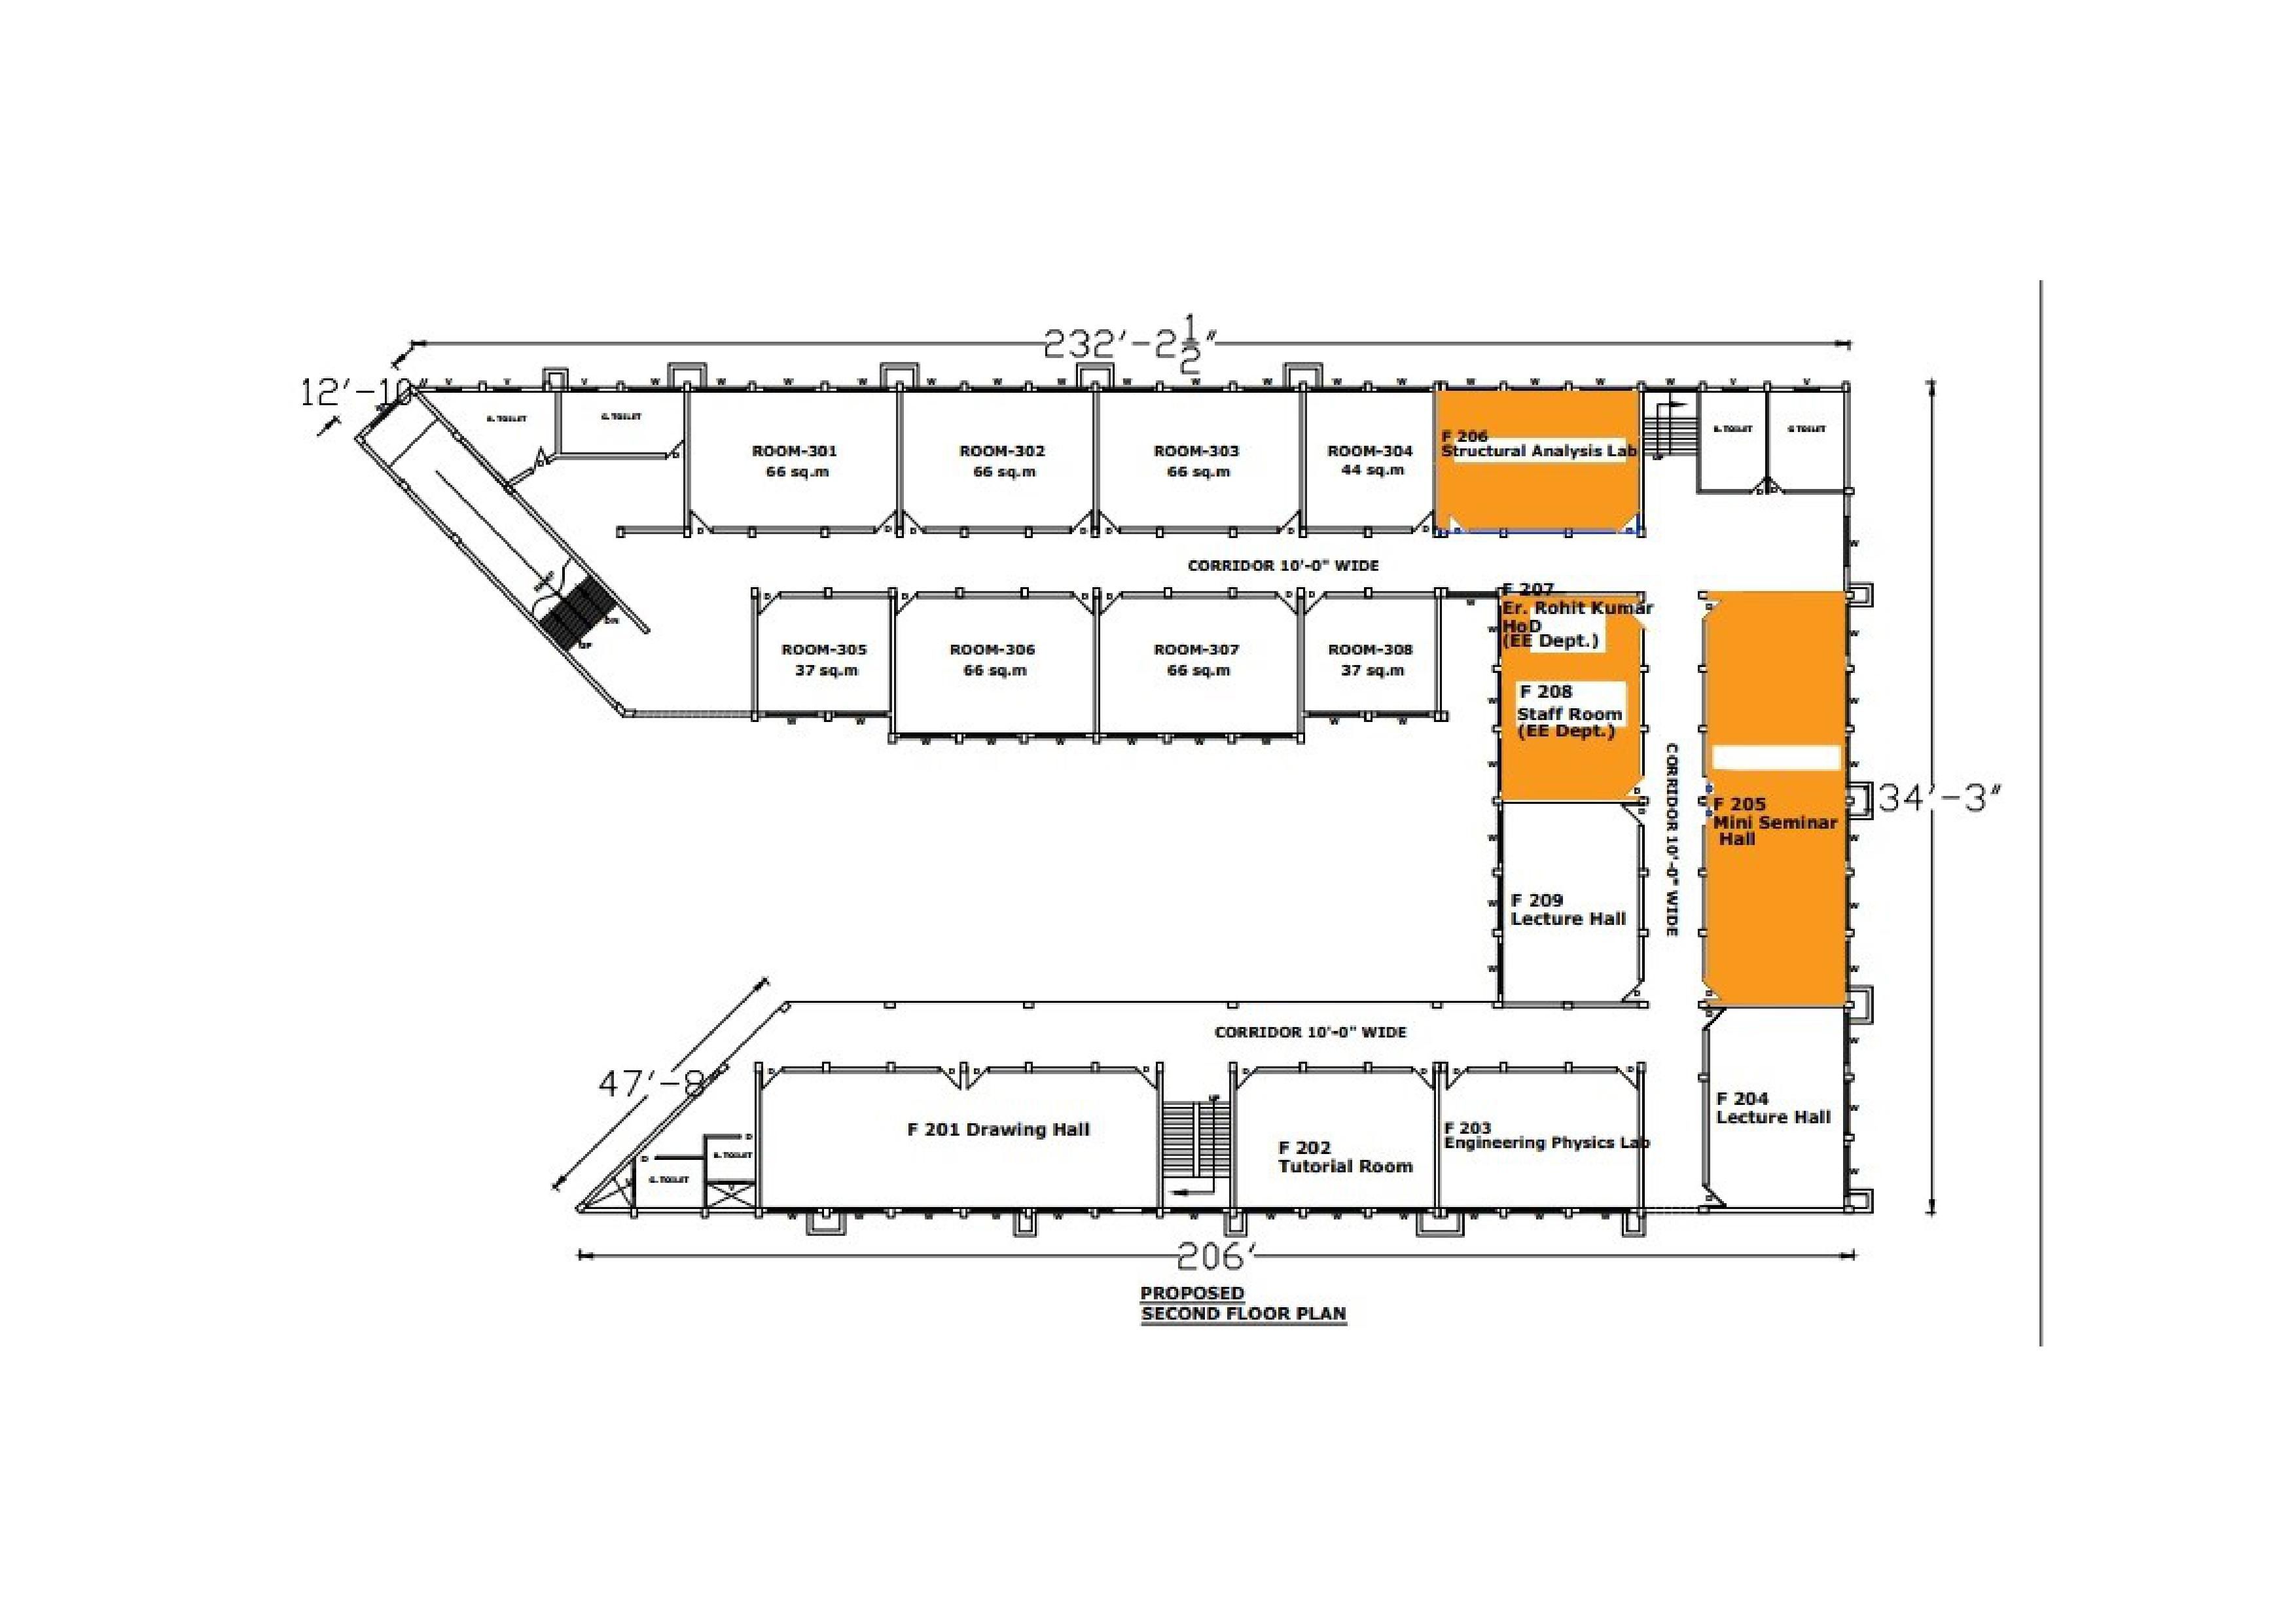 232'-2 1/2"
12'-10"
B. TOILET
G. TOILET
ROOM-301
66 sq.m
ROOM-302
66 sq.m
ROOM-303
66 sq.m
ROOM-304
44 sq.m
F 206
Structural Analysis Lab
UP
B. TOILET
G TOILET
CORRIDOR 10'-0" WIDE
DN
UP
ROOM-305
37 sq.m
ROOM-306
66 sq.m
ROOM-307
66 sq.m
ROOM-308
37 sq.m
F 207
Er. Rohit Kumar
HoD
(EE Dept.)
F 208
Staff Room
(EE Dept.)
CORRIDOR 10'-0" WIDE
F 205
Mini Seminar
Hall
34'-3"
F 209
Lecture Hall
CORRIDOR 10'-0" WIDE
47'-8
B. TOILET
G. TOILET
F 201 Drawing Hall
UP
F 202
Tutorial Room
F 203
Engineering Physics Lab
F 204
Lecture Hall
206'
PROPOSED
SECOND FLOOR PLAN